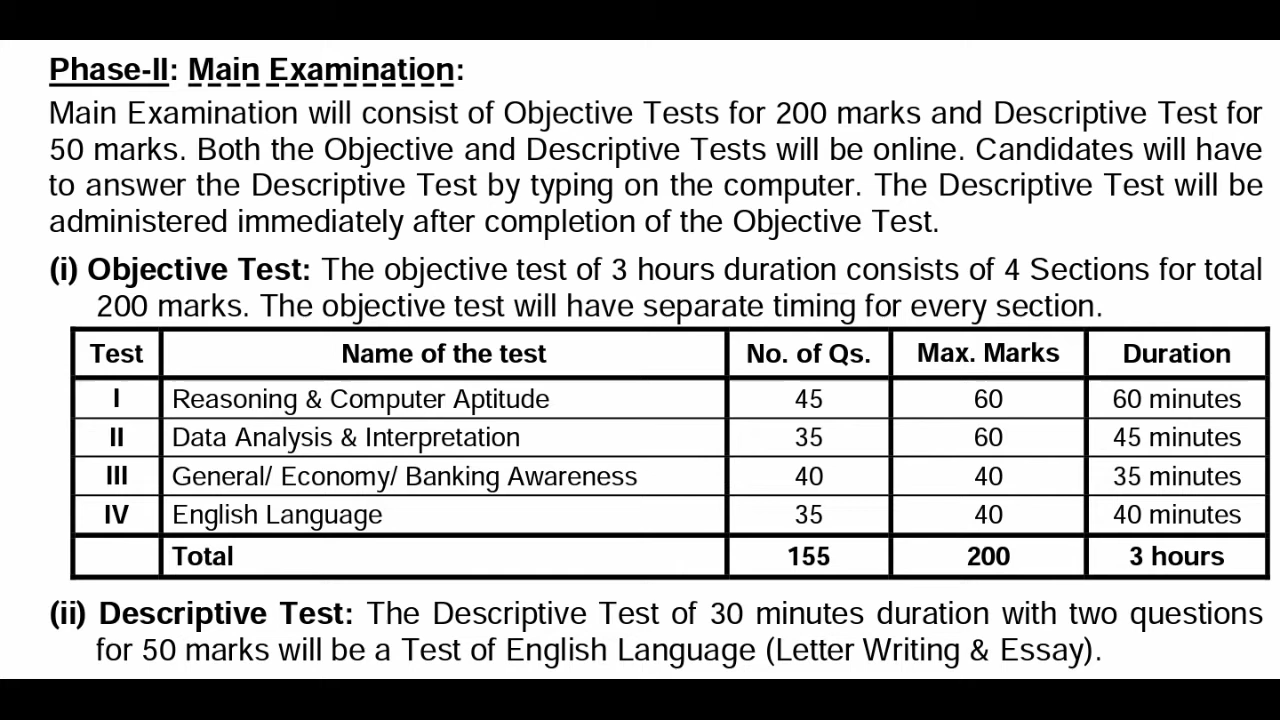 Phase-II: Main Examination:
Main Examination will consist of Objective Tests for 200 marks and Descriptive Test for
50 marks. Both the Objective and Descriptive Tests will be online. Candidates will have
to answer the Descriptive Test by typing on the computer. The Descriptive Test will be
administered immediately after completion of the Objective Test.
(i) Objective Test: The objective test of 3 hours duration consists of 4 Sections for total
200 marks. The objective test will have separate timing for every section.
Test Name of the test No. of Qs. Max. Marks Duration
I Reasoning & Computer Aptitude 45 60 60 minutes
II Data Analysis & Interpretation 35 60 45 minutes
III General/ Economy/ Banking Awareness 40 40 35 minutes
IV English Language 35 40 40 minutes
Total 155 200 3 hours
(ii) Descriptive Test: The Descriptive Test of 30 minutes duration with two questions
for 50 marks will be a Test of English Language (Letter Writing & Essay).